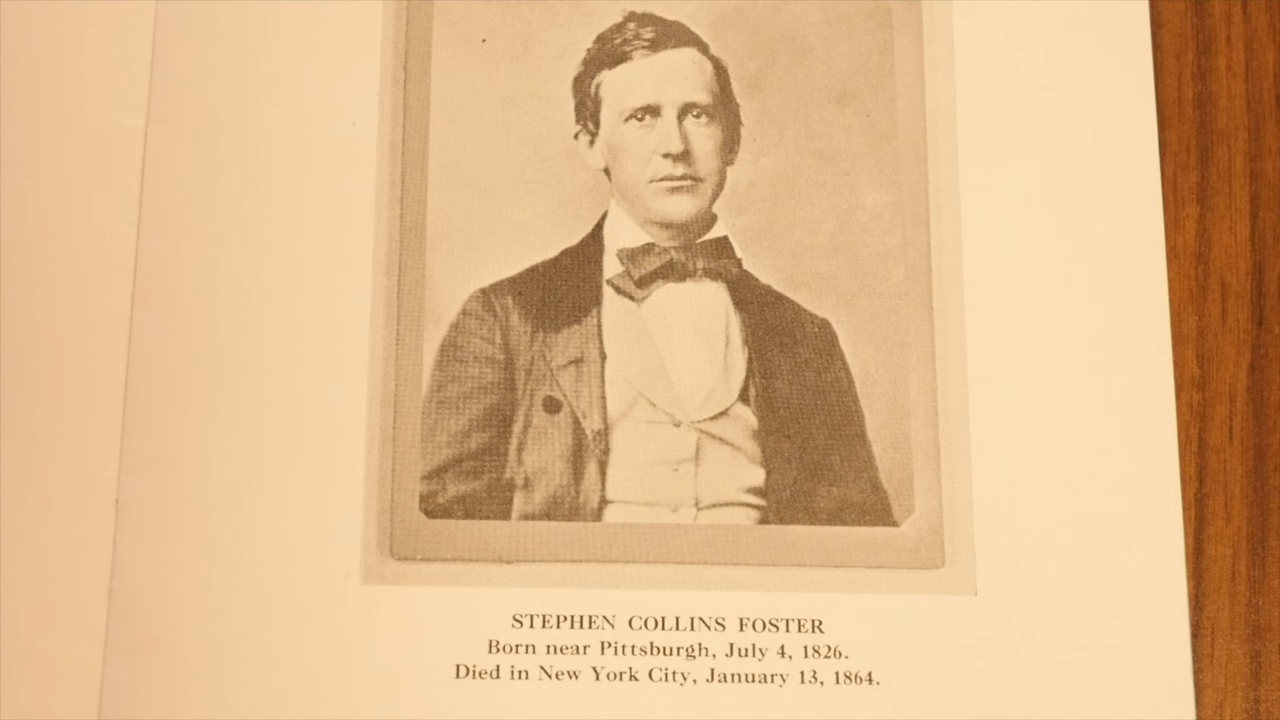 STEPHEN COLLINS FOSTER
Born near Pittsburgh, July 4, 1826.
Died in New York City, January 13, 1864.